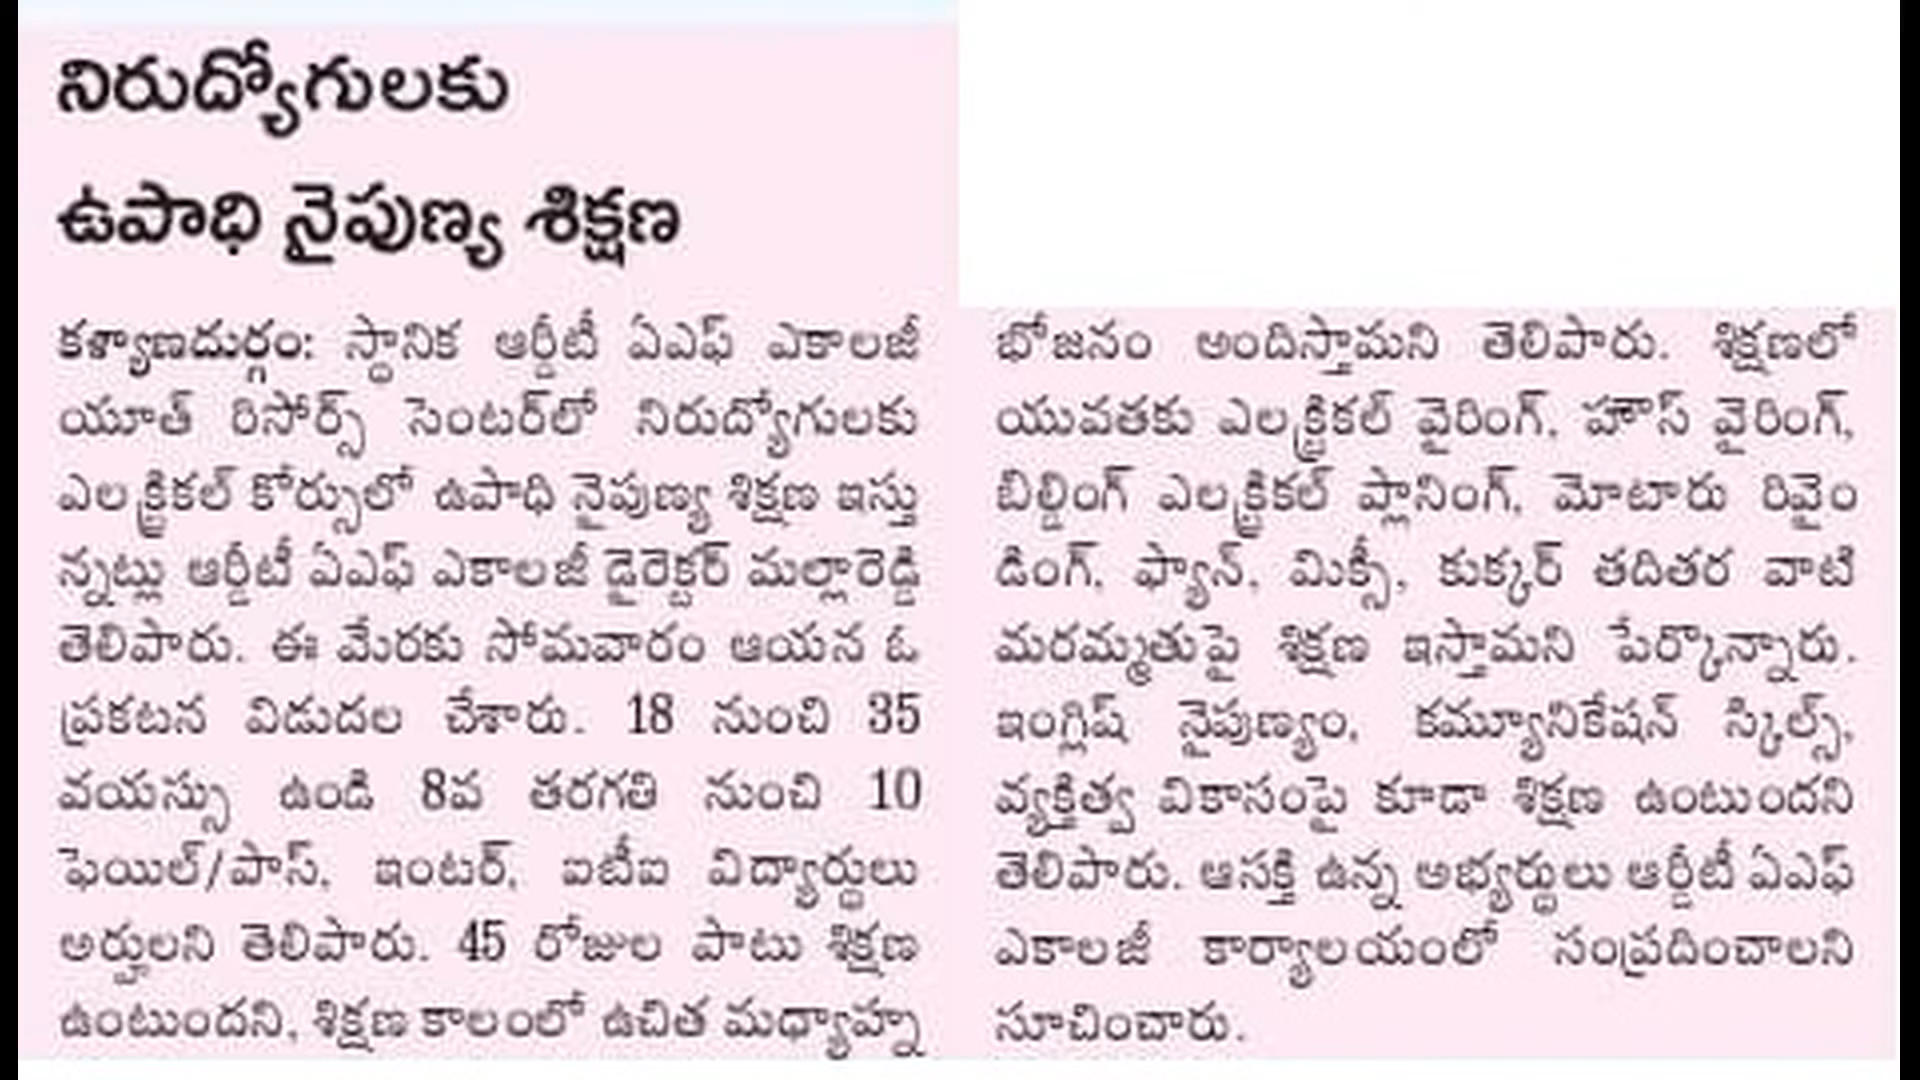 నిరుద్యోగులకు
ఉపాధి నైపుణ్య శిక్షణ
కళ్యాణదుర్గం: స్థానిక ఆర్డీటీ ఏఎఫ్ ఎకాలజీ
యూత్ రిసోర్స్ సెంటర్‌లో నిరుద్యోగులకు
ఎలక్ట్రికల్ కోర్సులో ఉపాధి నైపుణ్య శిక్షణ ఇస్తు
న్నట్లు ఆర్డీటీ ఏఎఫ్ ఎకాలజీ డైరెక్టర్ మల్లారెడ్డి
తెలిపారు. ఈ మేరకు సోమవారం ఆయన ఓ
ప్రకటన విడుదల చేశారు. 18 నుంచి 35
వయస్సు ఉండి 8వ తరగతి నుంచి 10
ఫెయిల్/పాస్, ఇంటర్, ఐటీఐ విద్యార్థులు
అర్హులని తెలిపారు. 45 రోజుల పాటు శిక్షణ
ఉంటుందని, శిక్షణ కాలంలో ఉచిత మధ్యాహ్న
భోజనం అందిస్తామని తెలిపారు. శిక్షణలో
యువతకు ఎలక్ట్రికల్ వైరింగ్, హౌస్ వైరింగ్,
బిల్డింగ్ ఎలక్ట్రికల్ ప్లానింగ్, మోటారు రివైం
డింగ్, ఫ్యాన్, మిక్సీ, కుక్కర్ తదితర వాటి
మరమ్మతుపై శిక్షణ ఇస్తామని పేర్కొన్నారు.
ఇంగ్లిష్ నైపుణ్యం, కమ్యూనికేషన్ స్కిల్స్,
వ్యక్తిత్వ వికాసంపై కూడా శిక్షణ ఉంటుందని
తెలిపారు. ఆసక్తి ఉన్న అభ్యర్థులు ఆర్డీటీ ఏఎఫ్
ఎకాలజీ కార్యాలయంలో సంప్రదించాలని
సూచించారు.